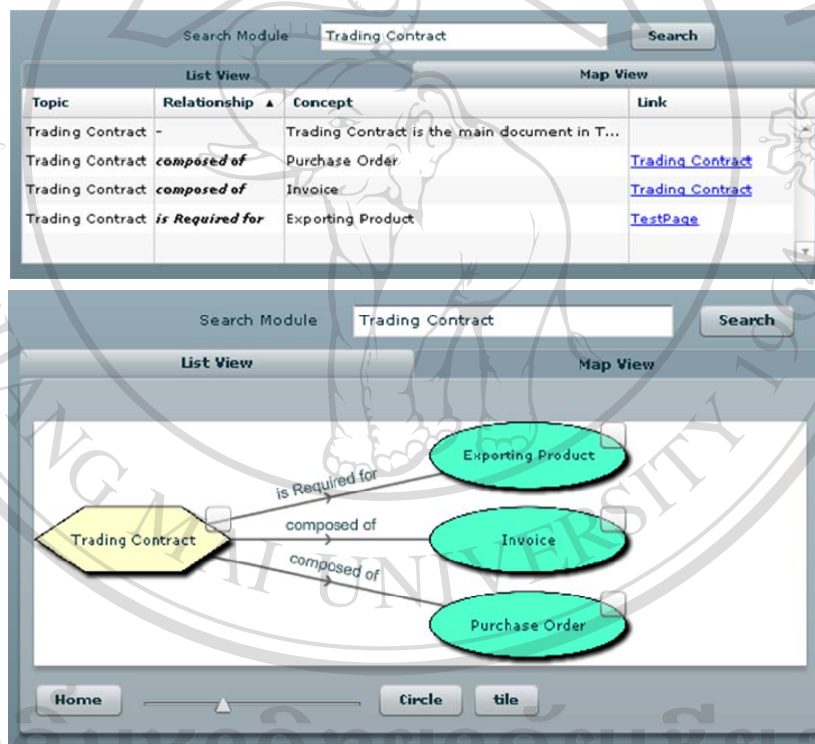 Search Module Trading Contract Search
List View Map View
Topic Relationship ▲ Concept Link
Trading Contract - Trading Contract is the main document in T...
Trading Contract composed of Purchase Order Trading Contract
Trading Contract composed of Invoice Trading Contract
Trading Contract is Required for Exporting Product TestPage
Search Module Trading Contract Search
List View Map View
Exporting Product
is Required for
Trading Contract composed of Invoice
composed of
Purchase Order
Home Circle tile